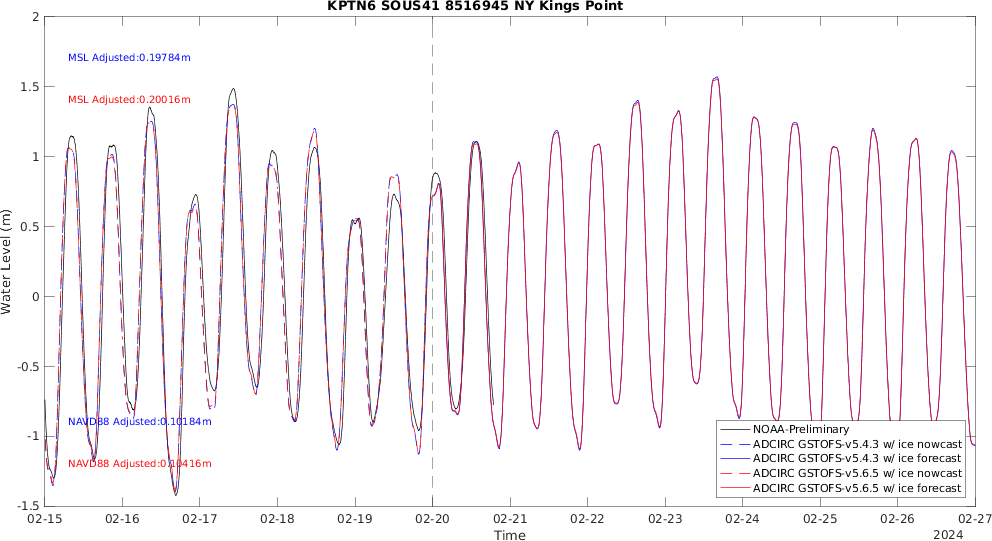 KPTN6 SOUS41 8516945 NY Kings Point
2
1.5
1
0.5
0
-0.5
-1
-1.5
Water Level (m)
MSL Adjusted:0.19784m
MSL Adjusted:0.20016m
NAVD88 Adjusted:0.10184m
NAVD88 Adjusted:0.10416m
NOAA-Preliminary
ADCIRC GSTOFS-v5.4.3 w/ ice nowcast
ADCIRC GSTOFS-v5.4.3 w/ ice forecast
ADCIRC GSTOFS-v5.6.5 w/ ice nowcast
ADCIRC GSTOFS-v5.6.5 w/ ice forecast
02-15 02-16 02-17 02-18 02-19 02-20 02-21 02-22 02-23 02-24 02-25 02-26 02-27
Time
2024